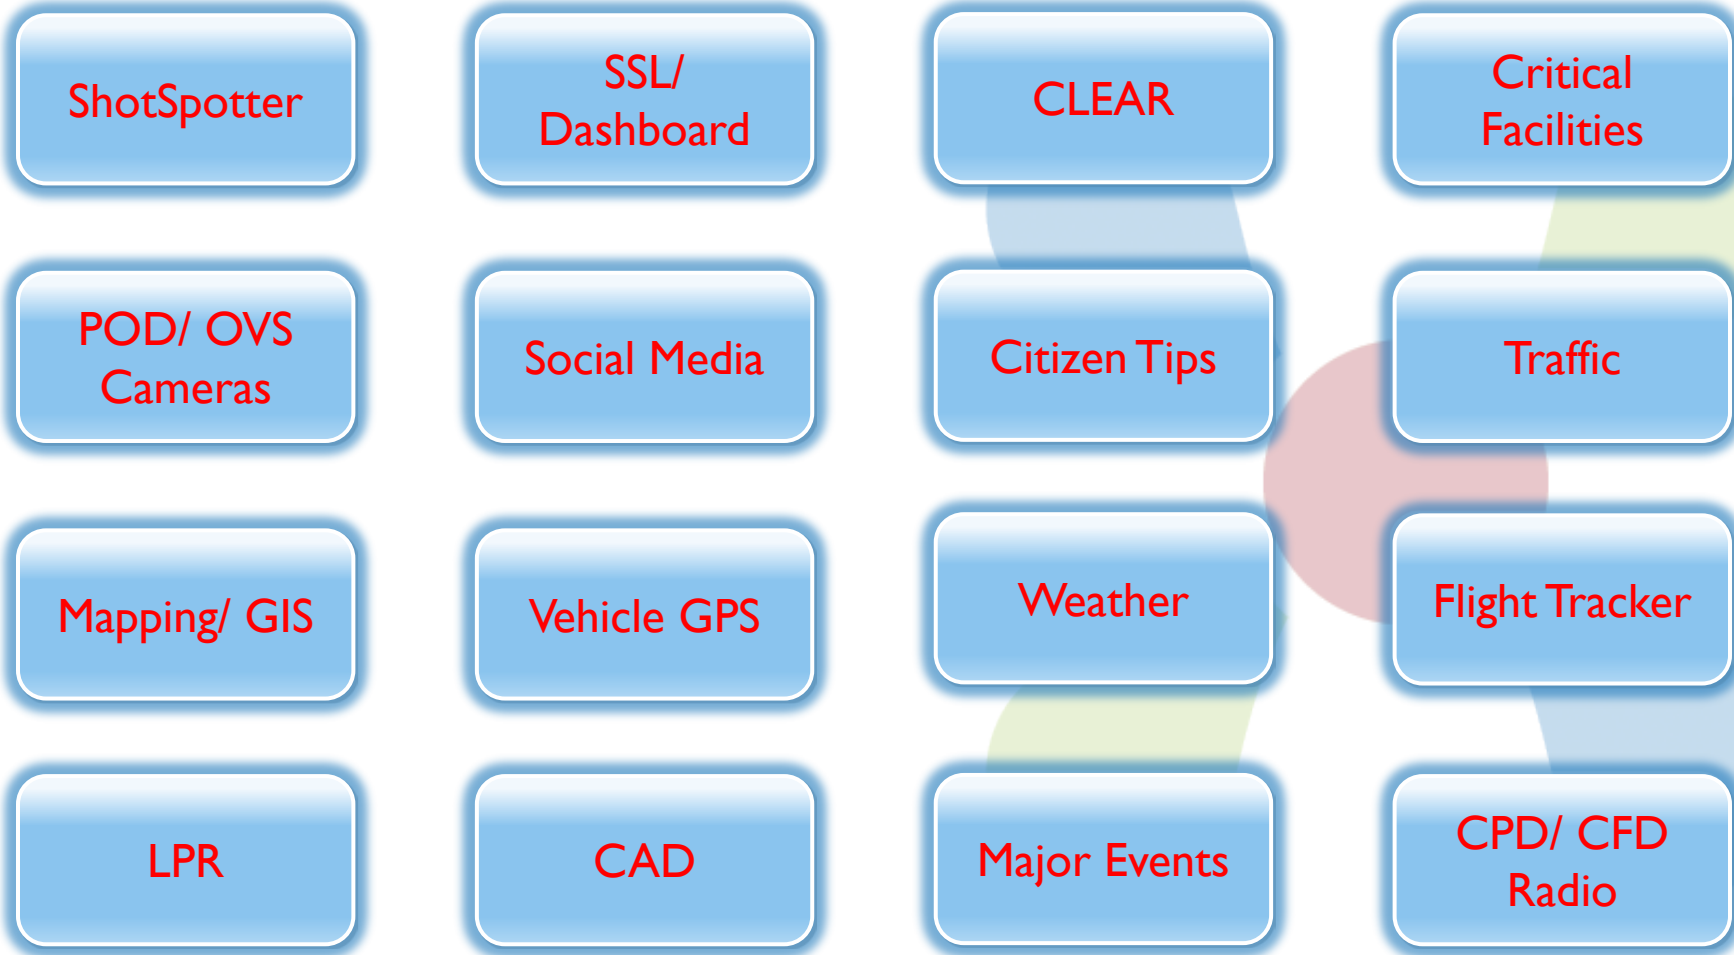 ShotSpotter
SSL/
Dashboard
CLEAR
Critical
Facilities
POD/ OVS
Cameras
Social Media
Citizen Tips
Traffic
Mapping/ GIS
Vehicle GPS
Weather
Flight Tracker
LPR
CAD
Major Events
CPD/ CFD
Radio